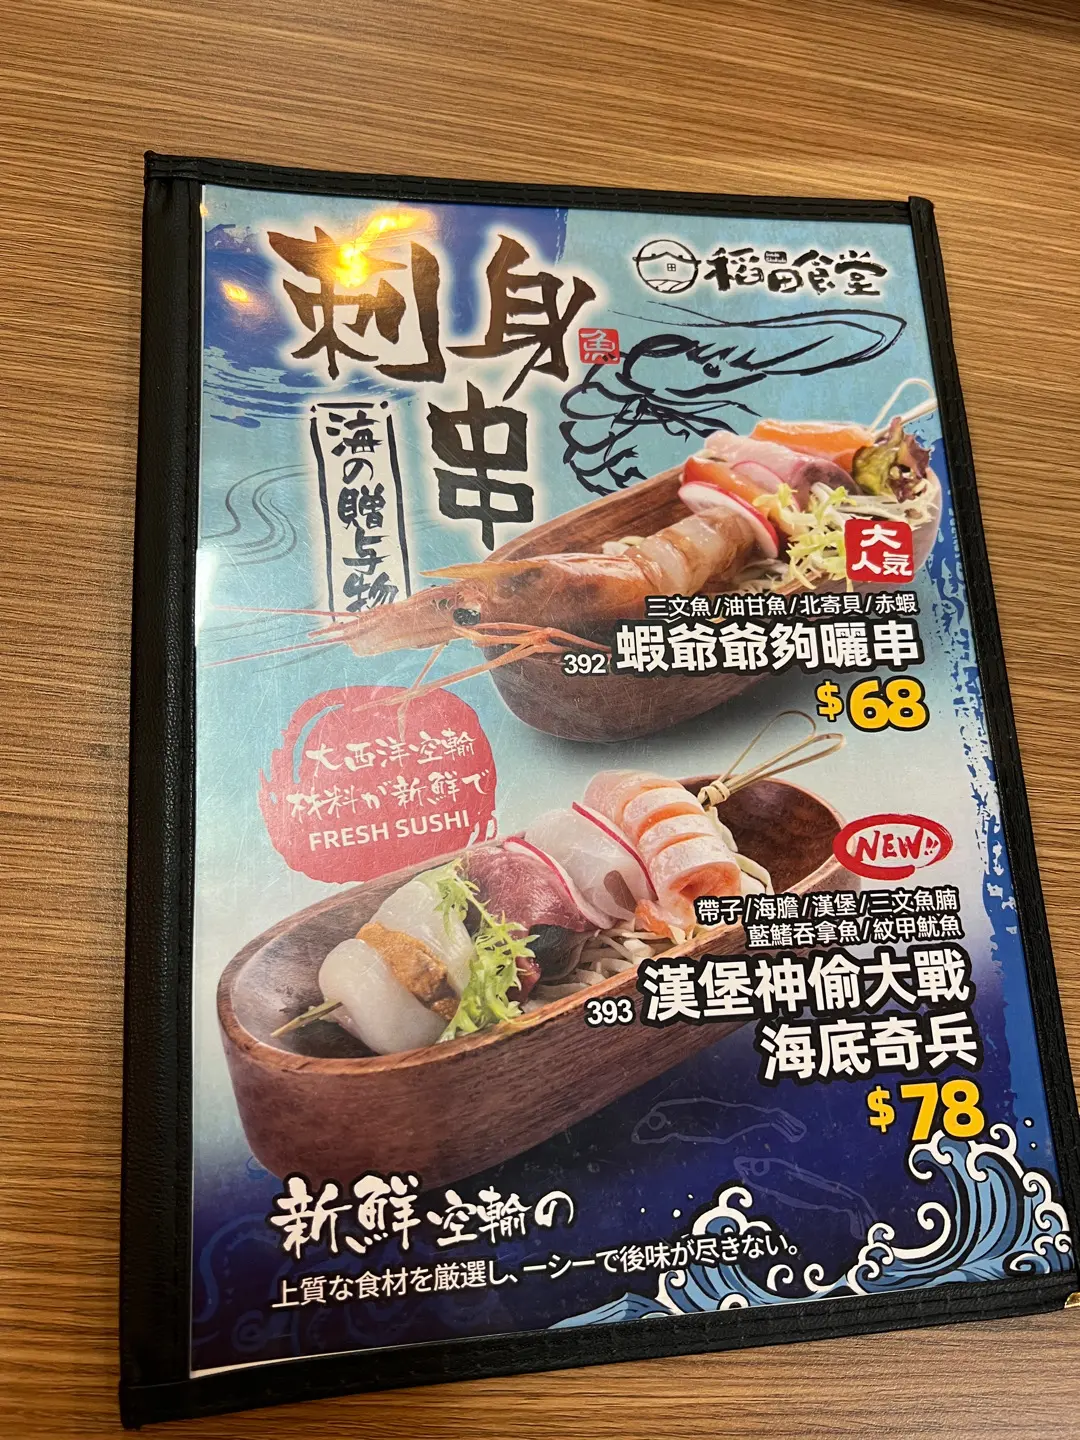 刺身
串
魚
海の贈与物
稻田食堂
大
人気
三文魚/油甘魚/北寄貝/赤蝦
392 蝦爺爺夠曬串
$68
大西洋空輸
材料が新鮮で
FRESH SUSHI
NEW!!
帶子/海膽/漢堡/三文魚腩
藍鰭吞拿魚/紋甲魷魚
393 漢堡神偷大戰
海底奇兵
$78
新鮮空輸の
上質な食材を厳選し、一シーで後味が尽きない。